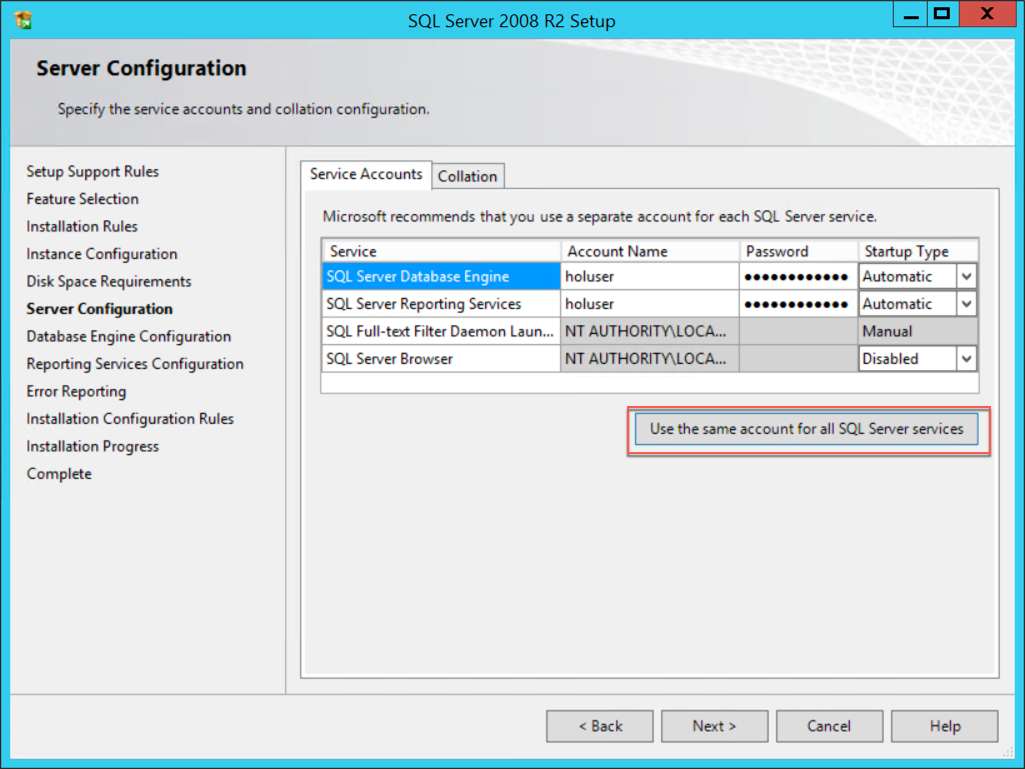 SQL Server 2008 R2 Setup
Server Configuration
Specify the service accounts and collation configuration.
Setup Support Rules
Feature Selection
Installation Rules
Instance Configuration
Disk Space Requirements
Server Configuration
Database Engine Configuration
Reporting Services Configuration
Error Reporting
Installation Configuration Rules
Installation Progress
Complete
Service Accounts Collation
Microsoft recommends that you use a separate account for each SQL Server service.
Service Account Name Password Startup Type
SQL Server Database Engine holuser ●●●●●●●●●●●● Automatic
SQL Server Reporting Services holuser ●●●●●●●●●●●● Automatic
SQL Full-text Filter Daemon Laun... NT AUTHORITY\LOCA... Manual
SQL Server Browser NT AUTHORITY\LOCA... Disabled
Use the same account for all SQL Server services
< Back Next > Cancel Help